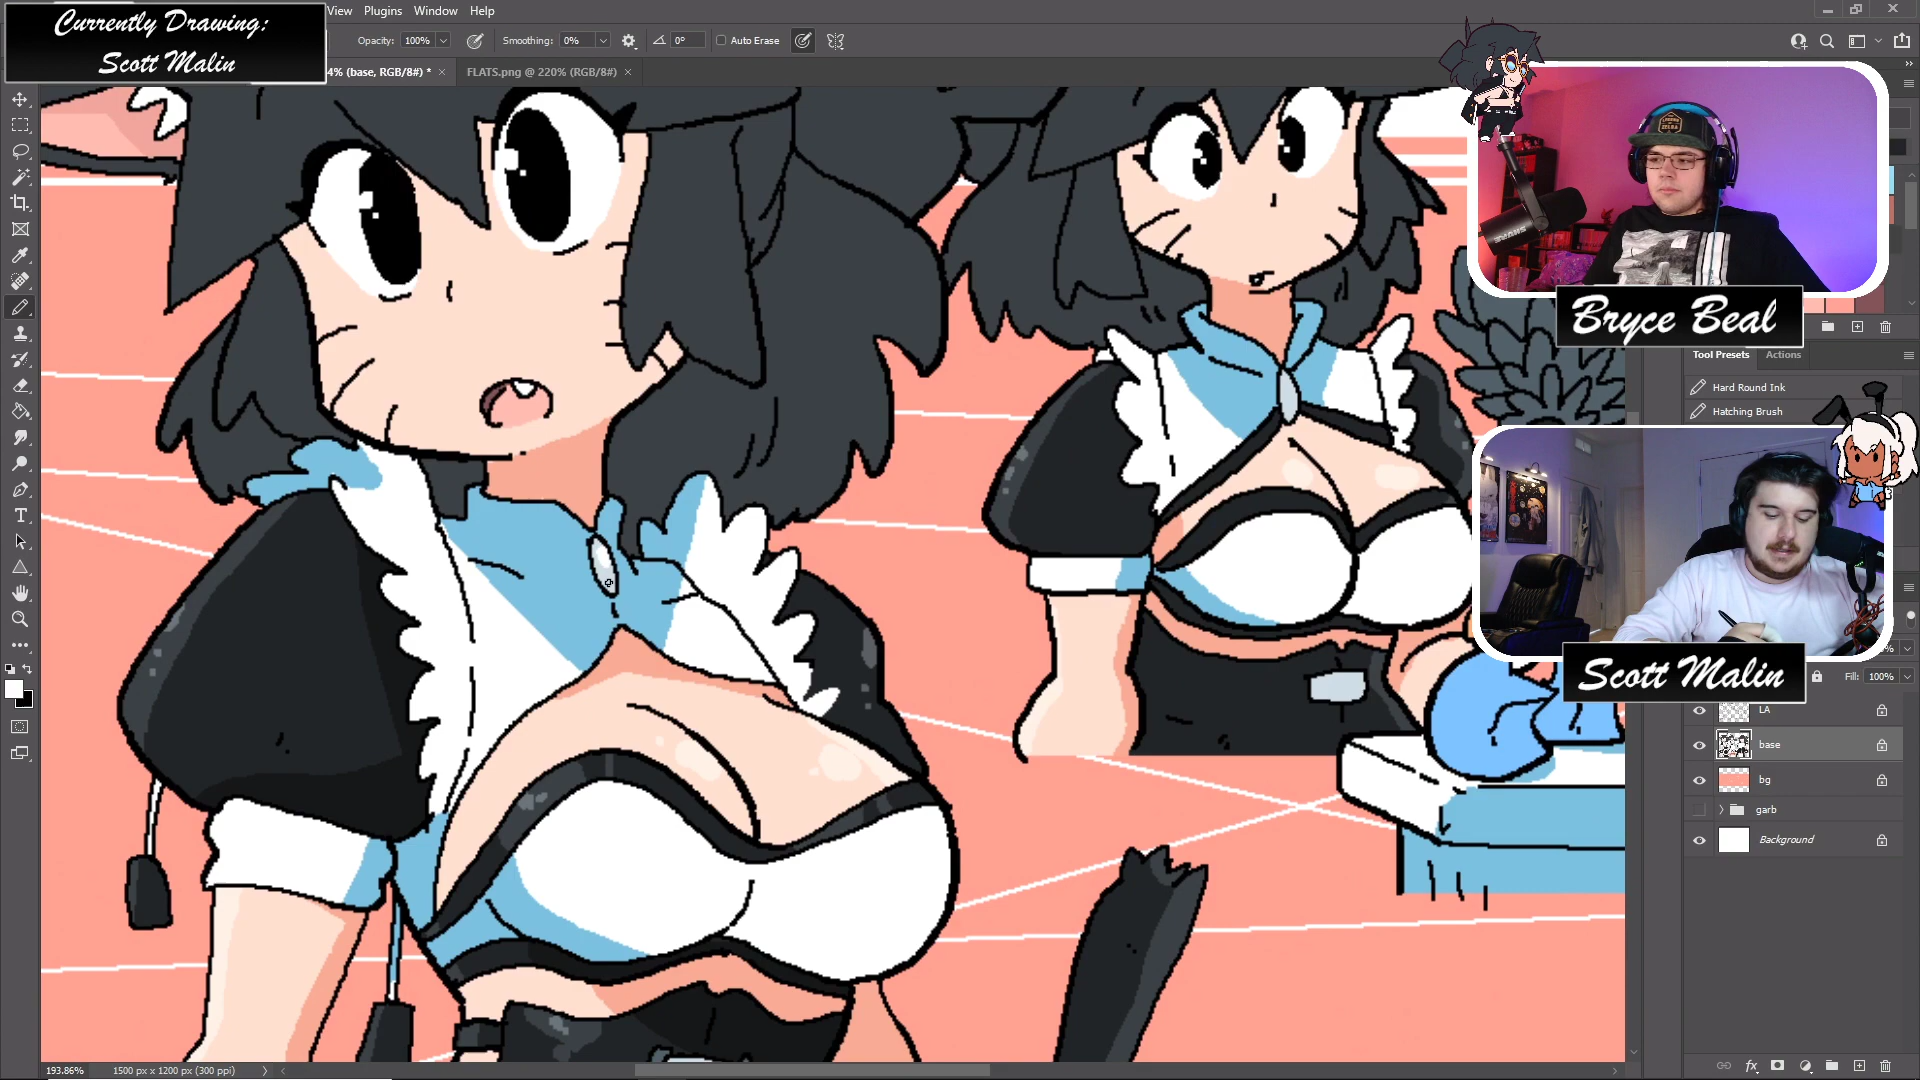 Currently Drawing:
Scott Malin
View Plugins Window Help
Opacity: 100% Smoothing: 0% 0° Auto Erase
4% (base, RGB/8#) * × FLATS.png @ 220% (RGB/8#) ×
Bryce Beal
Tool Presets Actions
Hard Round Ink
Hatching Brush
Scott Malin
Fill: 100%
LA
base
bg
garb
Background
193.86% 1500 px x 1200 px (300 ppi)